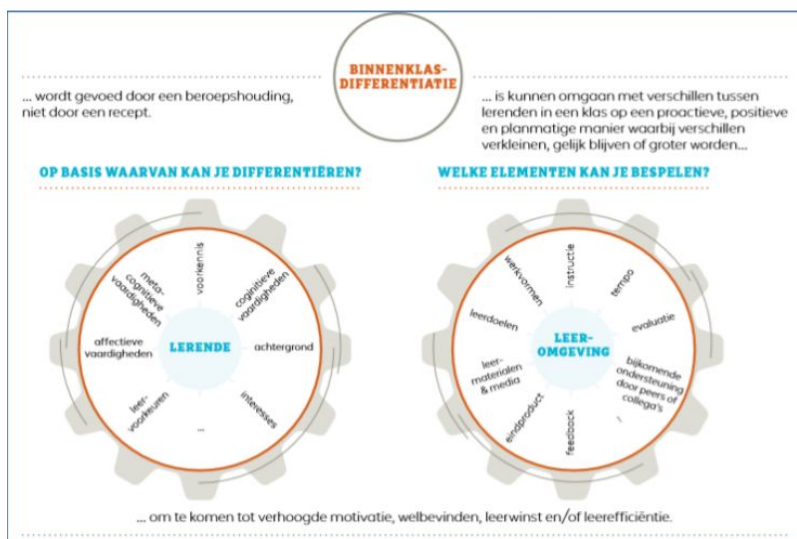 BINNENKLAS-
DIFFERENTIATIE
... wordt gevoed door een beroepshouding,
niet door een recept.
... is kunnen omgaan met verschillen tussen
lerenden in een klas op een proactieve, positieve
en planmatige manier waarbij verschillen
verkleinen, gelijk blijven of groter worden...
OP BASIS WAARVAN KAN JE DIFFERENTIËREN?
WELKE ELEMENTEN KAN JE BESPELEN?
LERENDE
voorkennis
cognitieve
vaardigheden
achtergrond
interesses
...
leer-
voorkeuren
affectieve
vaardigheden
meta-
cognitieve
vaardigheden
LEER-
OMGEVING
instructie
tempo
evaluatie
bijkomende
ondersteuning
door peers of
collega's
...
feedback
eindproduct
leer-
materialen
& media
leerdoelen
werkvormen
... om te komen tot verhoogde motivatie, welbevinden, leerwinst en/of leerefficiëntie.